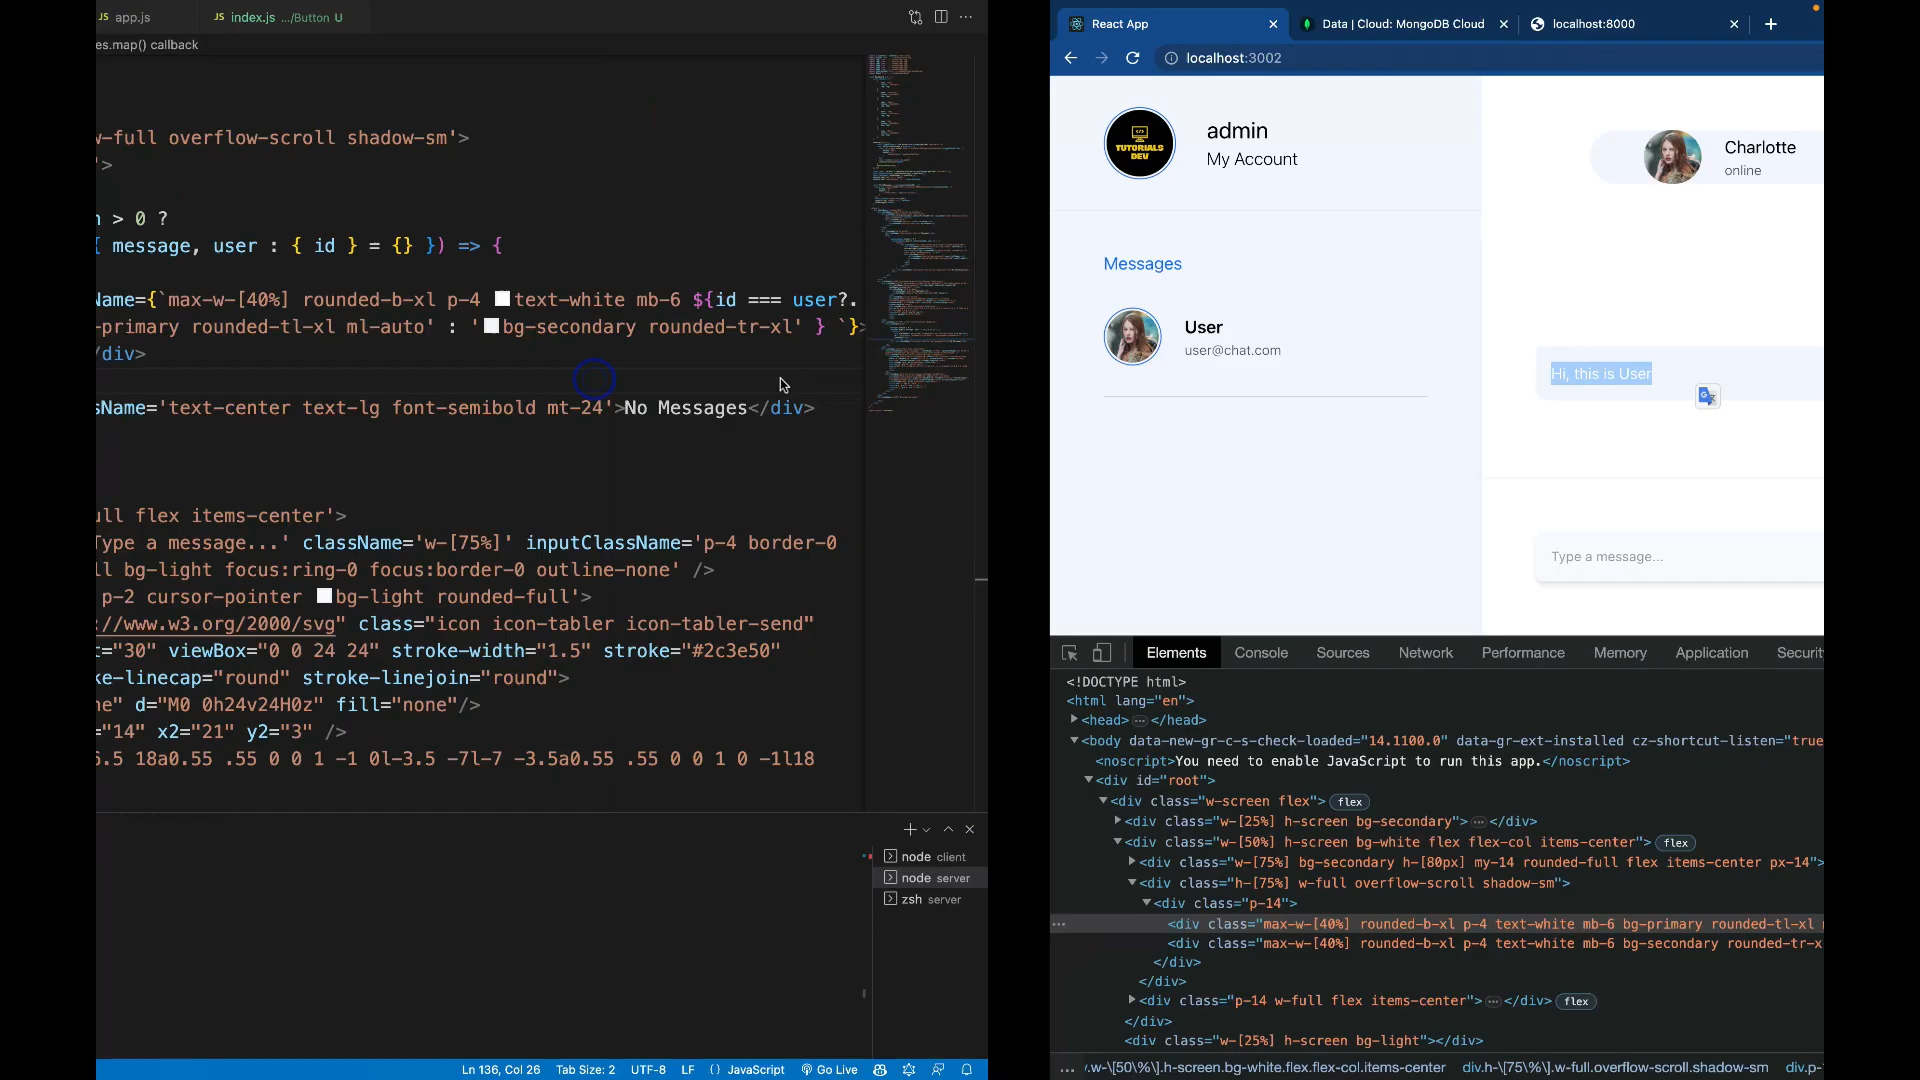 JS app.js
JS index.js .../Button U
es.map() callback
w-full overflow-scroll shadow-sm'>
'>
> 0 ?
{ message, user : { id } = {} }) => {
Name={`max-w-[40%] rounded-b-xl p-4 text-white mb-6 ${id === user?.
-primary rounded-tl-xl ml-auto' : 'bg-secondary rounded-tr-xl' } `}>
/div>
sName='text-center text-lg font-semibold mt-24'>No Messages</div>
ull flex items-center'>
Type a message...' className='w-[75%]' inputClassName='p-4 border-0
ll bg-light focus:ring-0 focus:border-0 outline-none' />
p-2 cursor-pointer bg-light rounded-full'>
://www.w3.org/2000/svg" class="icon icon-tabler icon-tabler-send"
t="30" viewBox="0 0 24 24" stroke-width="1.5" stroke="#2c3e50"
ke-linecap="round" stroke-linejoin="round">
ne" d="M0 0h24v24H0z" fill="none"/>
="14" x2="21" y2="3" />
6.5 18a0.55 .55 0 0 1 -1 0l-3.5 -7l-7 -3.5a0.55 .55 0 0 1 0 -1l18
node client
node server
zsh server
Ln 136, Col 26 Tab Size: 2 UTF-8 LF {} JavaScript Go Live
React App
Data | Cloud: MongoDB Cloud
localhost:8000
localhost:3002
TUTORIALS
DEV
admin
My Account
Charlotte
online
Messages
User
user@chat.com
Hi, this is User
Type a message...
Elements Console Sources Network Performance Memory Application Securit
<!DOCTYPE html>
<html lang="en">
<head>…</head>
<body data-new-gr-c-s-check-loaded="14.1100.0" data-gr-ext-installed cz-shortcut-listen="true
<noscript>You need to enable JavaScript to run this app.</noscript>
<div id="root">
<div class="w-screen flex"> flex
<div class="w-[25%] h-screen bg-secondary">…</div>
<div class="w-[50%] h-screen bg-white flex flex-col items-center"> flex
<div class="w-[75%] bg-secondary h-[80px] my-14 rounded-full flex items-center px-14">
<div class="h-[75%] w-full overflow-scroll shadow-sm">
<div class="p-14">
<div class="max-w-[40%] rounded-b-xl p-4 text-white mb-6 bg-primary rounded-tl-xl
<div class="max-w-[40%] rounded-b-xl p-4 text-white mb-6 bg-secondary rounded-tr-x
</div>
</div>
<div class="p-14 w-full flex items-center">…</div> flex
</div>
<div class="w-[25%] h-screen bg-light"></div>
… v.w-\[50\%\].h-screen.bg-white.flex.flex-col.items-center div.h-\[75\%\].w-full.overflow-scroll.shadow-sm div.p-